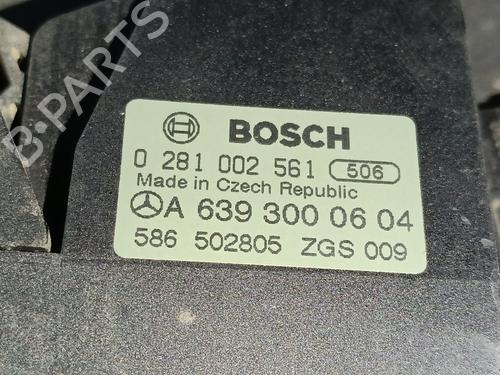 B-PARTS
BOSCH
0 281 002 561 506
Made in Czech Republic
A 639 300 06 04
586 502805 ZGS 009